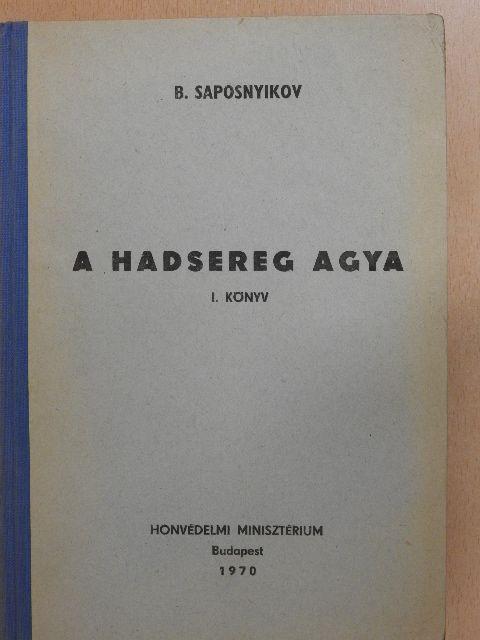 B. SAPOSNYIKOV
A HADSEREG AGYA
I. KÖNYV
HONVÉDELMI MINISZTÉRIUM
Budapest
1970